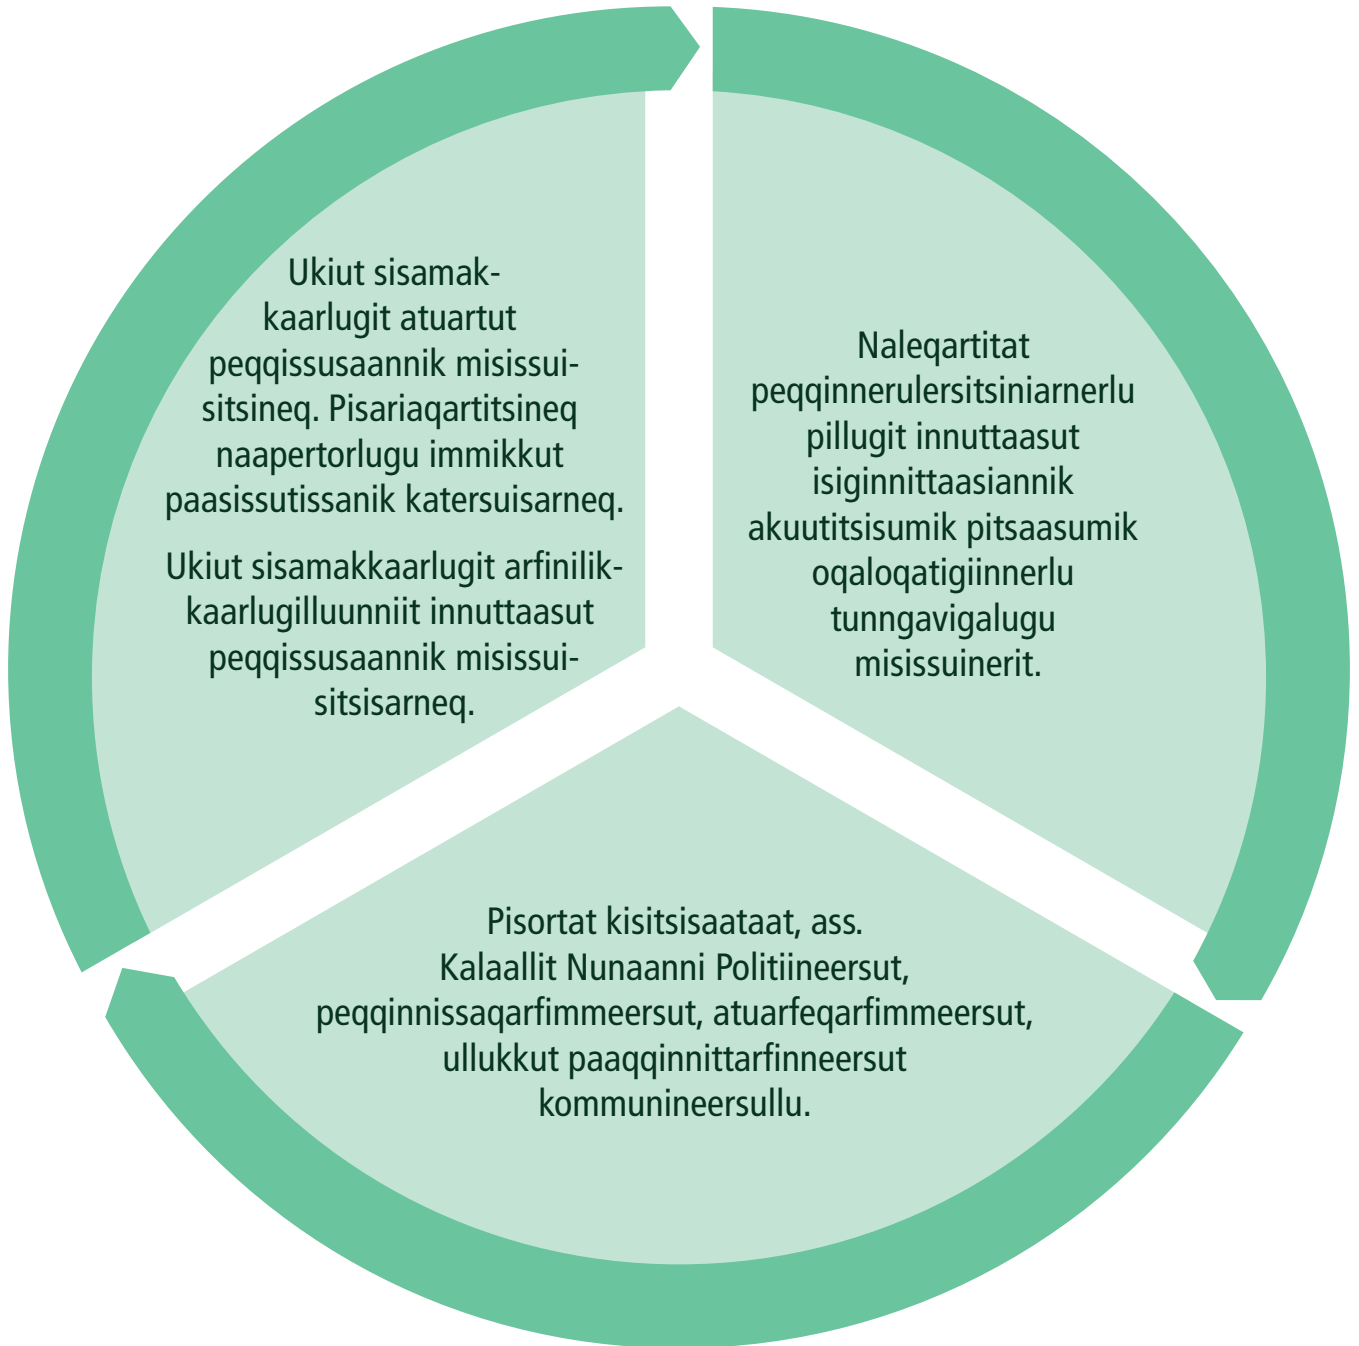 Ukiut sisamak-
kaarlugit atuartut
peqqissusaannik misissui-
sitsineq. Pisariaqartitsineq
naapertorlugu immikkut
paasissutissanik katersuisarneq.
Ukiut sisamakkaarlugit arfinilik-
kaarlugilluunniit innuttaasut
peqqissusaannik misissui-
sitsisarneq.
Naleqartitat
peqqinnerulersitsiniarnerlu
pillugit innuttaasut
isiginnittaasiannik
akuutitsisumik pitsaasumik
oqaloqatigiinnerlu
tunngavigalugu
misissuinerit.
Pisortat kisitsisaataat, ass.
Kalaallit Nunaanni Politiineersut,
peqqinnissaqarfimmeersut, atuarfeqarfimmeersut,
ullukkut paaqqinnittarfinneersut
kommunineersullu.